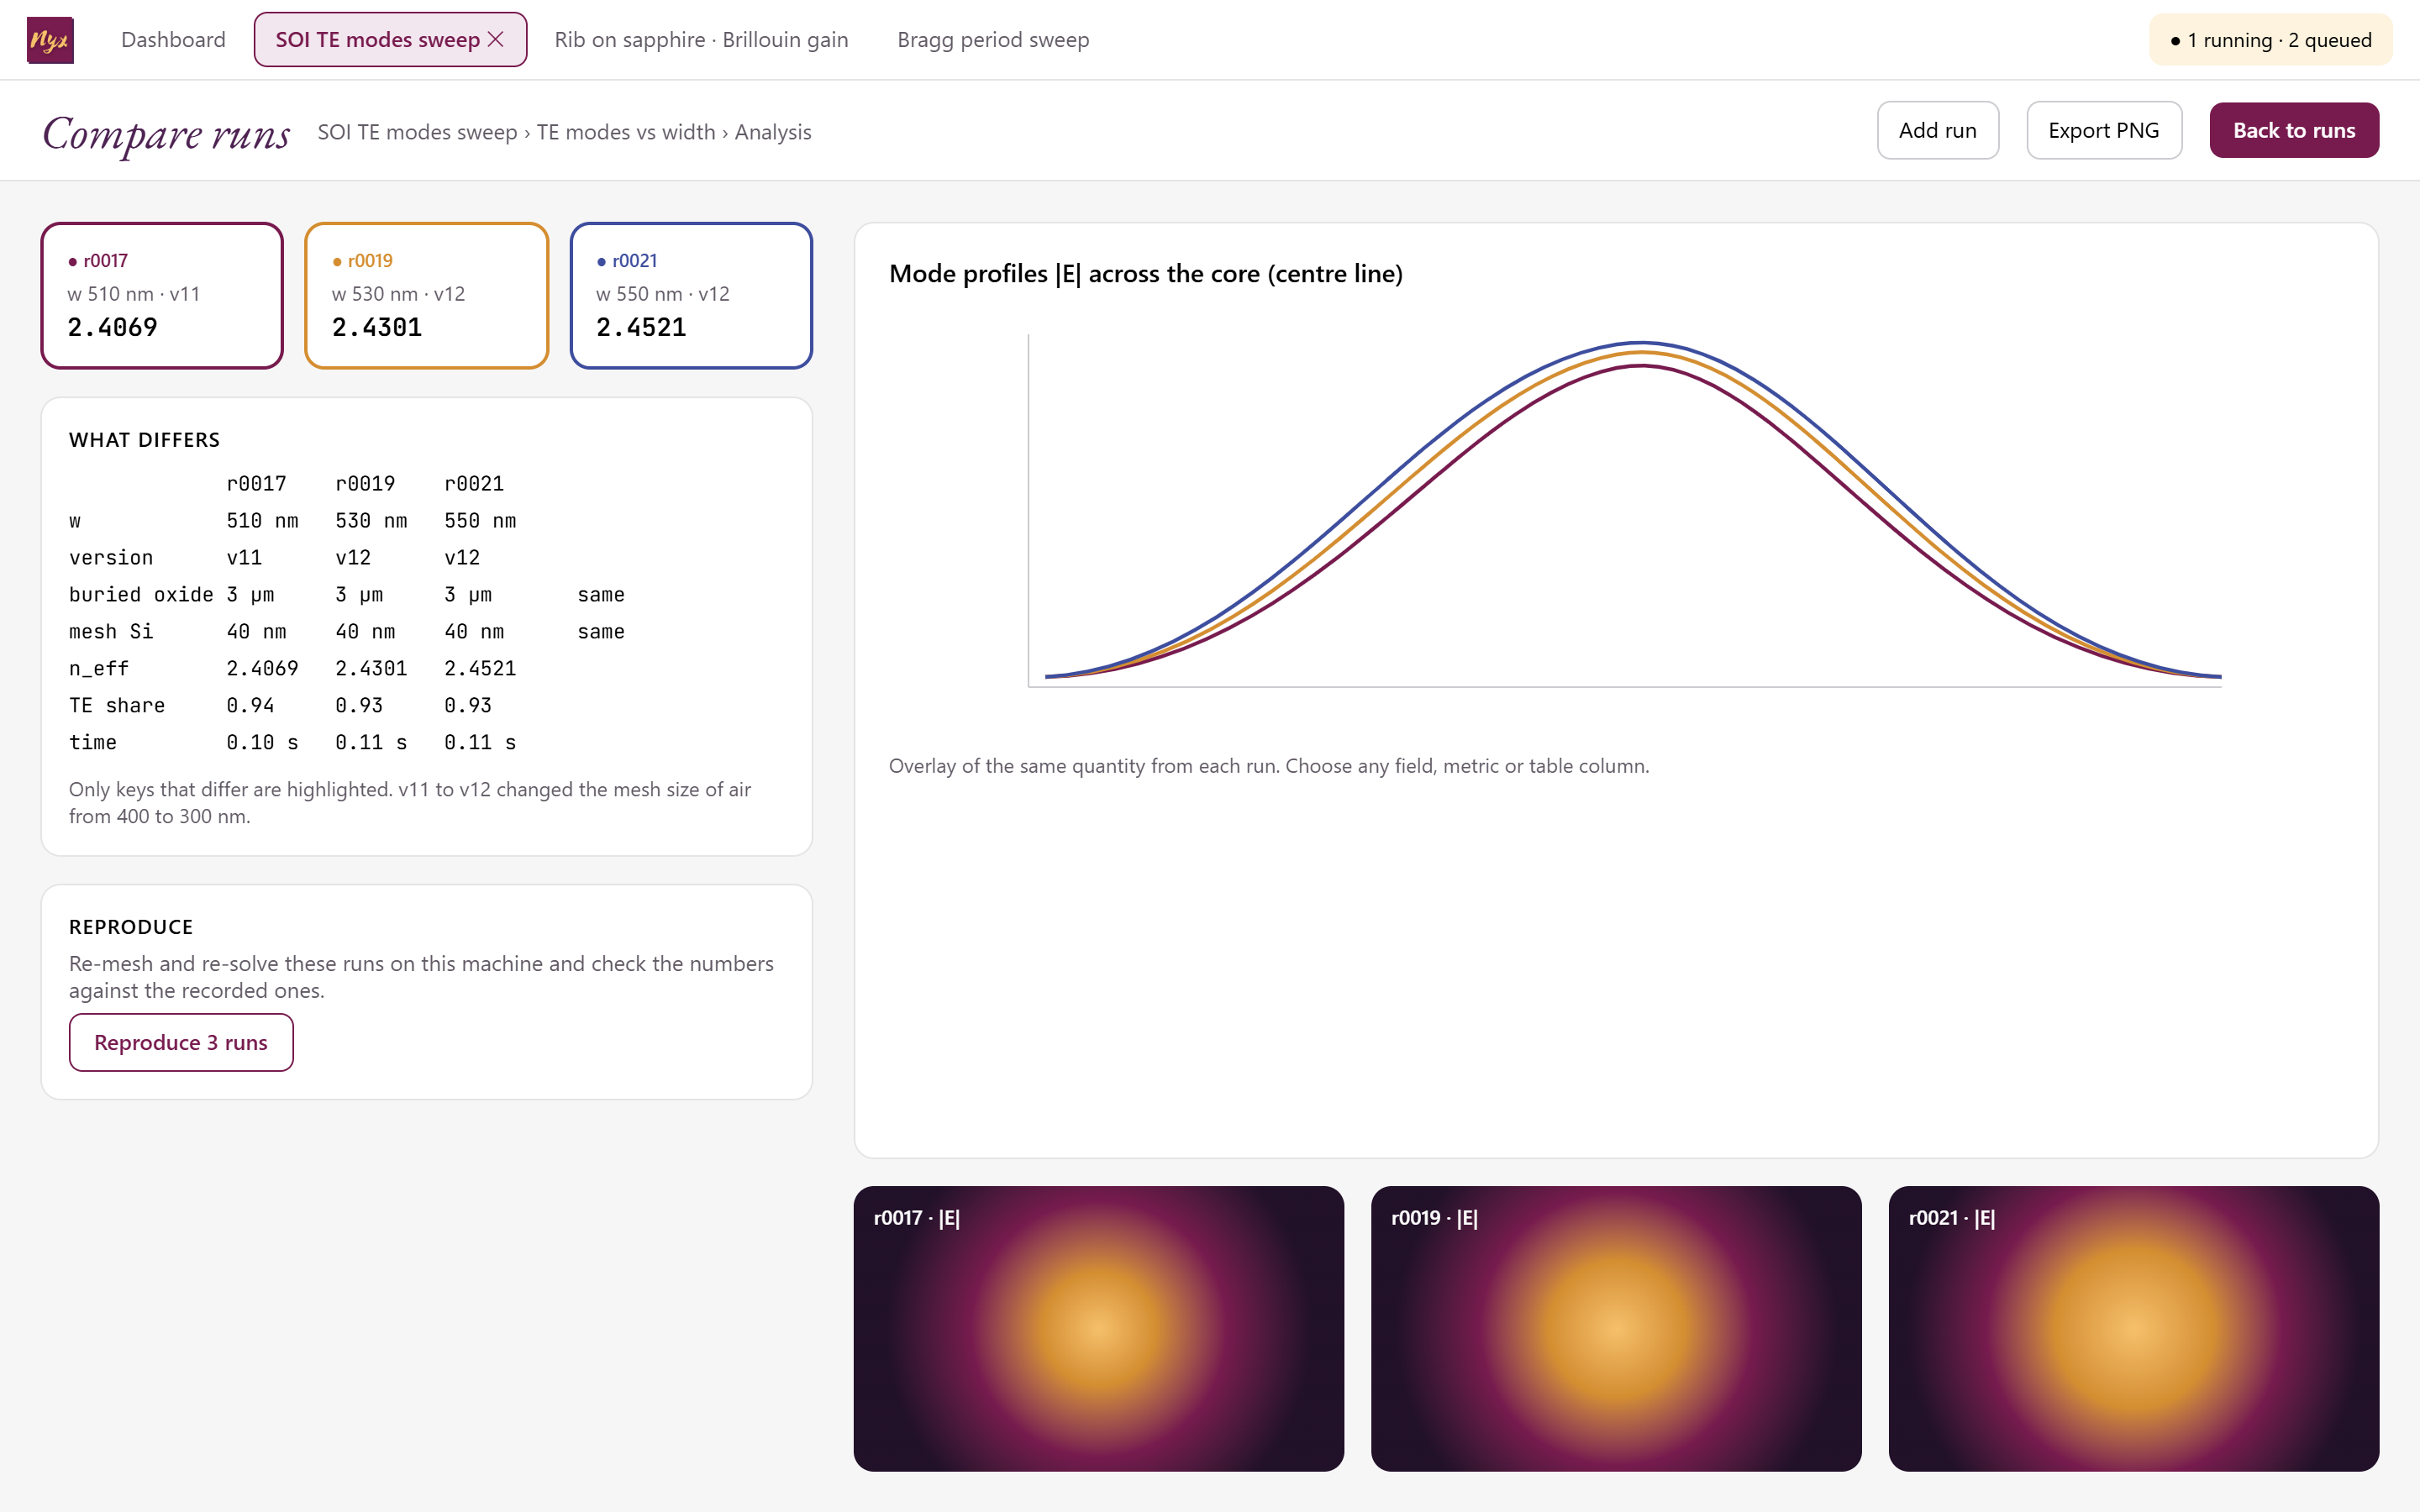 Nyx
Dashboard
SOI TE modes sweep ×
Rib on sapphire · Brillouin gain
Bragg period sweep
● 1 running · 2 queued
Compare runs
SOI TE modes sweep › TE modes vs width › Analysis
Add run
Export PNG
Back to runs
● r0017
w 510 nm · v11
2.4069
● r0019
w 530 nm · v12
2.4301
● r0021
w 550 nm · v12
2.4521
WHAT DIFFERS
r0017 r0019 r0021
w 510 nm 530 nm 550 nm
version v11 v12 v12
buried oxide 3 µm 3 µm 3 µm same
mesh Si 40 nm 40 nm 40 nm same
n_eff 2.4069 2.4301 2.4521
TE share 0.94 0.93 0.93
time 0.10 s 0.11 s 0.11 s
Only keys that differ are highlighted. v11 to v12 changed the mesh size of air
from 400 to 300 nm.
REPRODUCE
Re-mesh and re-solve these runs on this machine and check the numbers
against the recorded ones.
Reproduce 3 runs
Mode profiles |E| across the core (centre line)
Overlay of the same quantity from each run. Choose any field, metric or table column.
r0017 · |E|
r0019 · |E|
r0021 · |E|